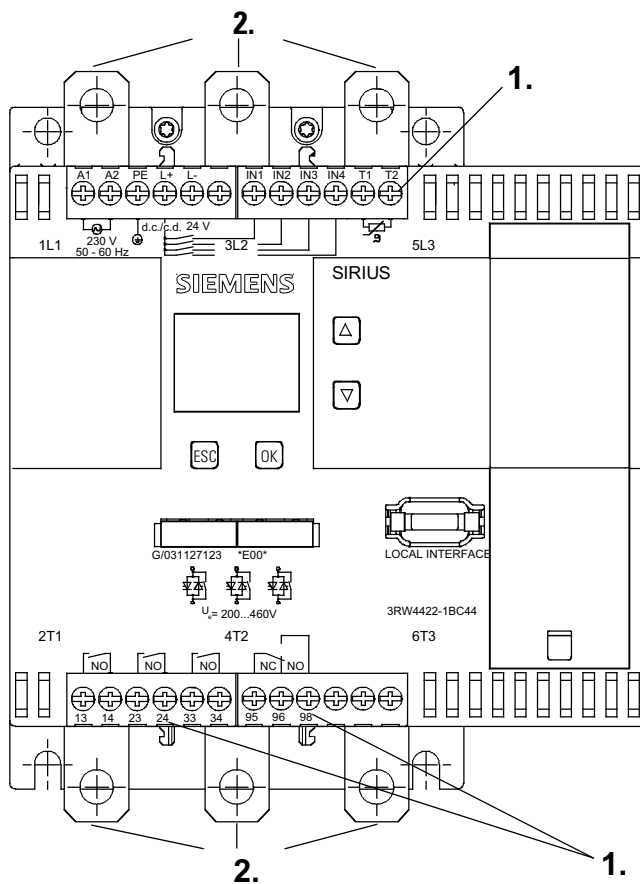 2.
1.
A1 A2 PE L+ L- IN1 IN2 IN3 IN4 T1 T2
d.c./c.d. 24 V
1L1 230 V 3L2 5L3
50 - 60 Hz
SIEMENS SIRIUS
ESC OK
G/031127123 *E00*
LOCAL INTERFACE
Ue= 200...460V
3RW4422-1BC44
2T1 4T2 6T3
NO NO NO NC NO
13 14 23 24 33 34 95 96 98
2. 1.